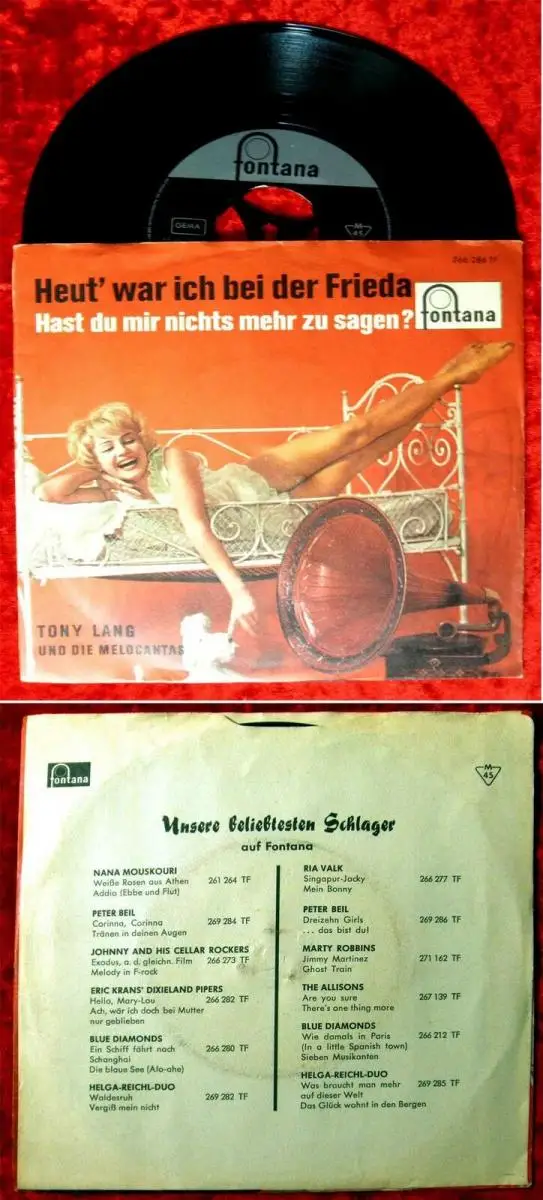 fontana
GEMA
M
45
266 286 TF
Heut' war ich bei der Frieda
Hast du mir nichts mehr zu sagen?
fontana
TONY LANG
UND DIE MELOCANTAS
fontana
M
45
Unsere beliebtesten Schlager
auf Fontana
NANA MOUSKOURI
Weiße Rosen aus Athen 261 264 TF
Addio (Ebbe und Flut)
PETER BEIL
Corinna, Corinna 269 284 TF
Tränen in deinen Augen
JOHNNY AND HIS CELLAR ROCKERS
Exodus, a. d. gleichn. Film 266 273 TF
Melody in F-rock
ERIC KRANS' DIXIELAND PIPERS
Hello, Mary-Lou 266 282 TF
Ach, wär ich doch bei Mutter
nur geblieben
BLUE DIAMONDS
Ein Schiff fährt nach 266 280 TF
Schanghai
Die blaue See (Alo-ahe)
HELGA-REICHL-DUO
Waldesruh 269 282 TF
Vergiß mein nicht
RIA VALK
Singapur-Jacky 266 277 TF
Mein Bonny
PETER BEIL
Dreizehn Girls 269 286 TF
... das bist du!
MARTY ROBBINS
Jimmy Martinez 271 162 TF
Ghost Train
THE ALLISONS
Are you sure 267 139 TF
There's one thing more
BLUE DIAMONDS
Wie damals in Paris 266 212 TF
(In a little Spanish town)
Sieben Musikanten
HELGA-REICHL-DUO
Was braucht man mehr 269 285 TF
auf dieser Welt
Das Glück wohnt in den Bergen